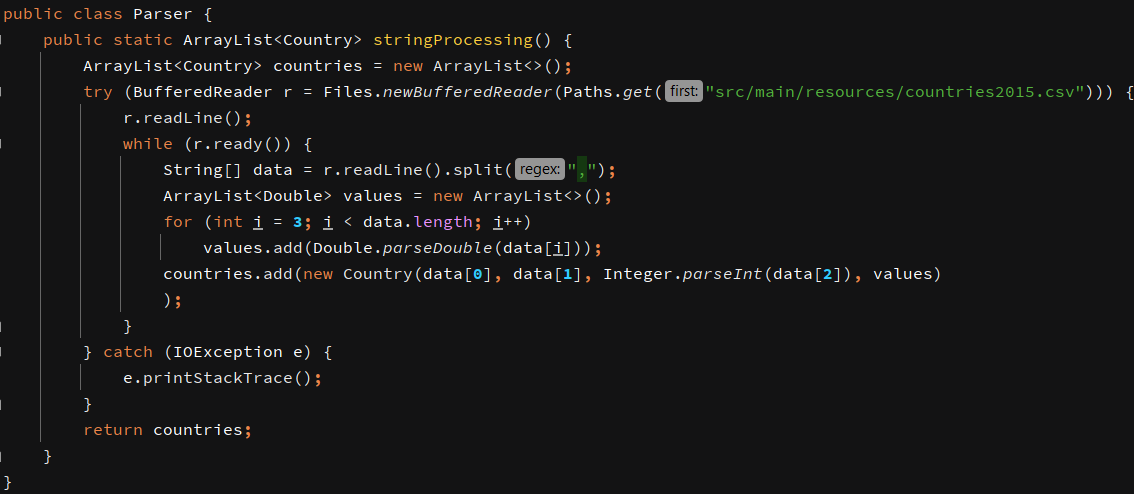 public class Parser {
    public static ArrayList<Country> stringProcessing() {
        ArrayList<Country> countries = new ArrayList<>();
        try (BufferedReader r = Files.newBufferedReader(Paths.get( first: "src/main/resources/countries2015.csv"))) {
            r.readLine();
            while (r.ready()) {
                String[] data = r.readLine().split( regex: ",");
                ArrayList<Double> values = new ArrayList<>();
                for (int i = 3; i < data.length; i++)
                    values.add(Double.parseDouble(data[i]));
                countries.add(new Country(data[0], data[1], Integer.parseInt(data[2]), values)
                );
            }
        } catch (IOException e) {
            e.printStackTrace();
        }
        return countries;
    }
}